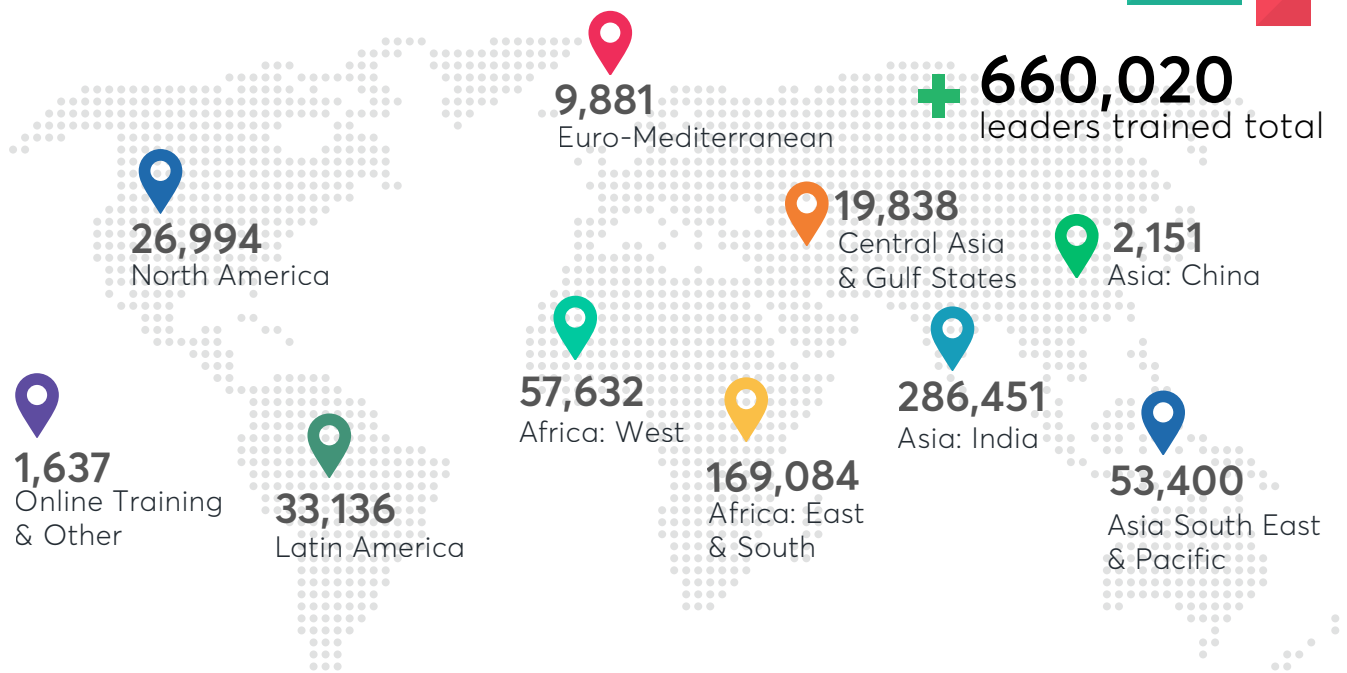 9,881
Euro-Mediterranean
660,020
leaders trained total
26,994
North America
19,838
Central Asia
& Gulf States
2,151
Asia: China
57,632
Africa: West
286,451
Asia: India
1,637
Online Training
& Other
33,136
Latin America
169,084
Africa: East
& South
53,400
Asia South East
& Pacific